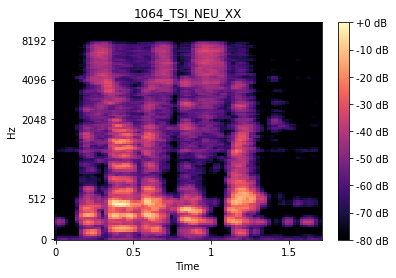 1064_TSI_NEU_XX
Hz
8192
4096
2048
1024
512
0
0
0.5
1
1.5
Time
+0 dB
-10 dB
-20 dB
-30 dB
-40 dB
-50 dB
-60 dB
-70 dB
-80 dB